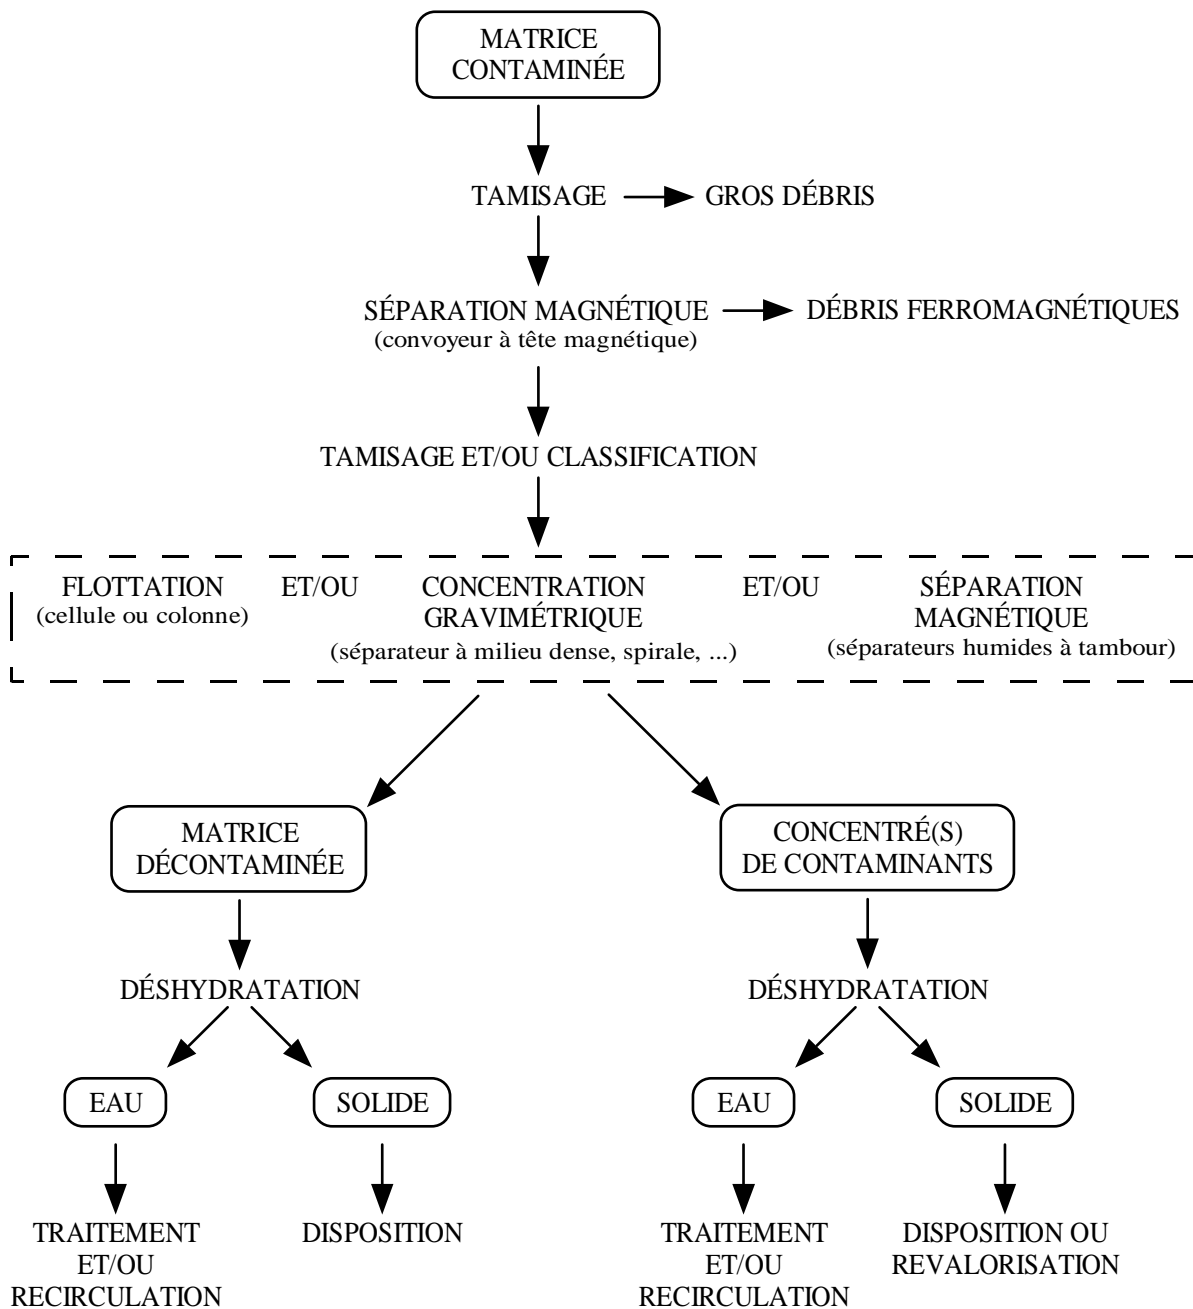 MATRICE
CONTAMINÉE
TAMISAGE
GROS DÉBRIS
SÉPARATION MAGNÉTIQUE
(convoyeur à tête magnétique)
DÉBRIS FERROMAGNÉTIQUES
TAMISAGE ET/OU CLASSIFICATION
FLOTTATION
(cellule ou colonne)
ET/OU
CONCENTRATION
GRAVIMÉTRIQUE
(séparateur à milieu dense, spirale, ...)
ET/OU
SÉPARATION
MAGNÉTIQUE
(séparateurs humides à tambour)
MATRICE
DÉCONTAMINÉE
CONCENTRÉ(S)
DE CONTAMINANTS
DÉSHYDRATATION
DÉSHYDRATATION
EAU
SOLIDE
EAU
SOLIDE
TRAITEMENT
ET/OU
RECIRCULATION
DISPOSITION
TRAITEMENT
ET/OU
RECIRCULATION
DISPOSITION OU
REVALORISATION